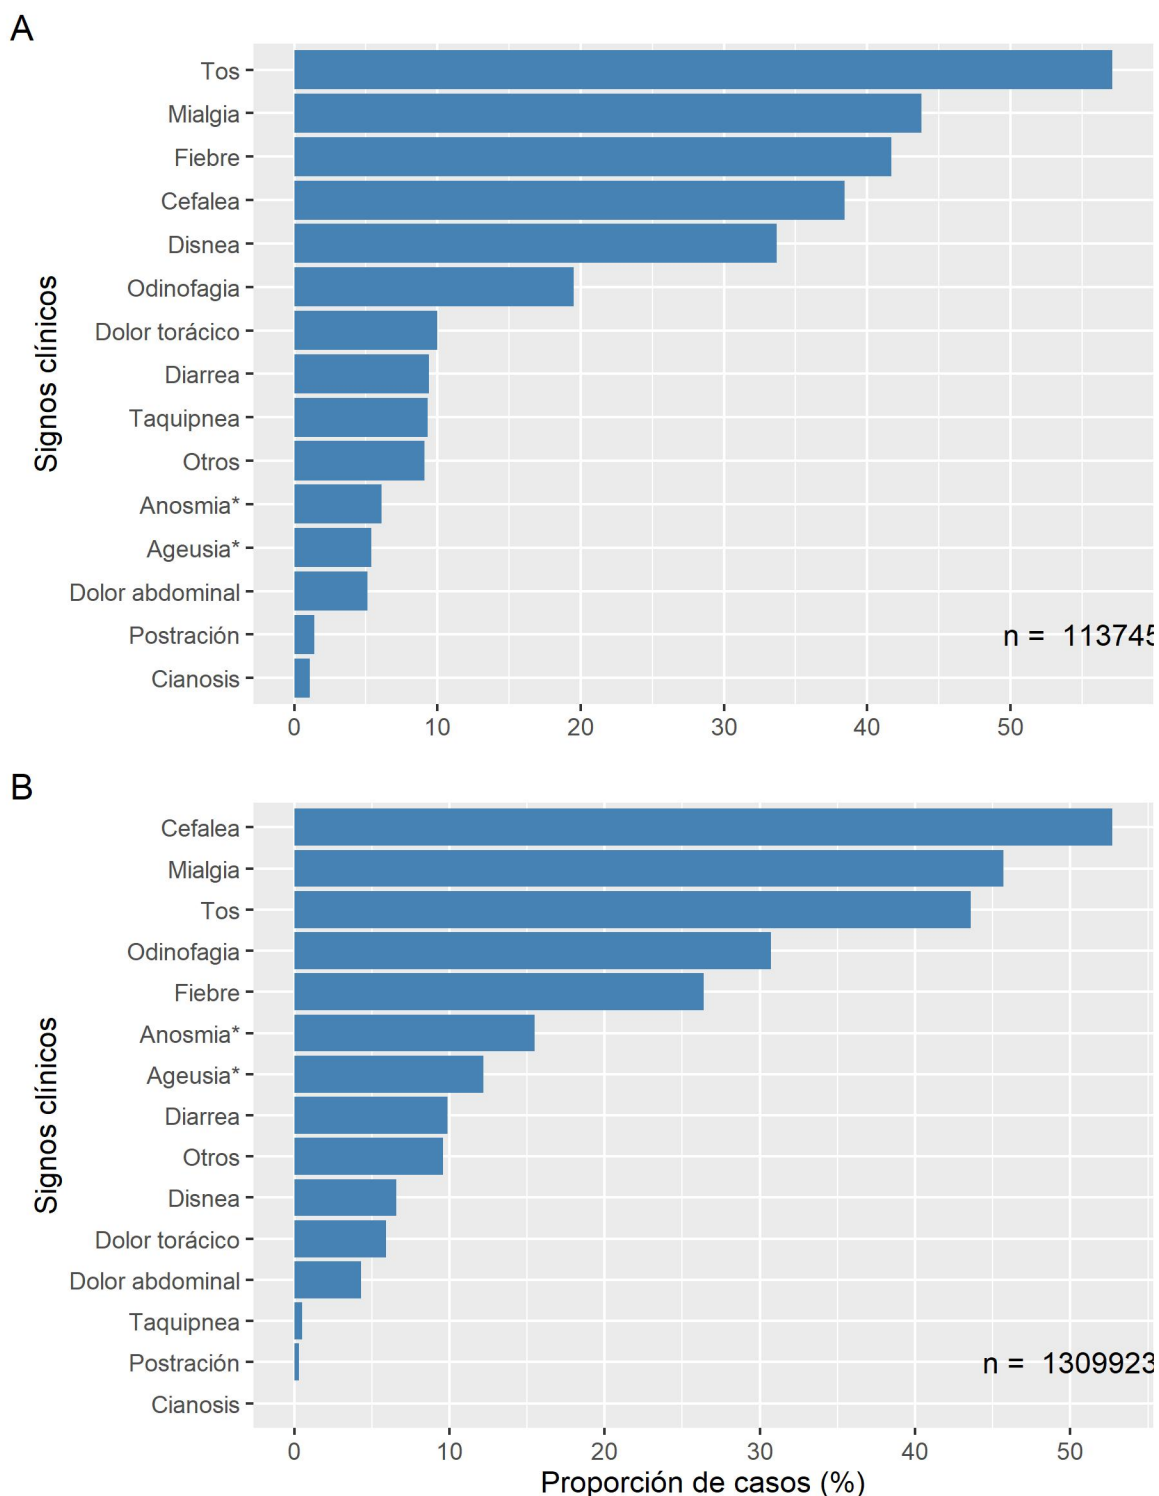 A
Tos
Mialgia
Fiebre
Cefalea
Disnea
Odinofagia
Dolor torácico
Diarrea
Taquipnea
Otros
Anosmia*
Ageusia*
Dolor abdominal
Postración
Cianosis
Signos clínicos
n = 113745
0 10 20 30 40 50
B
Cefalea
Mialgia
Tos
Odinofagia
Fiebre
Anosmia*
Ageusia*
Diarrea
Otros
Disnea
Dolor torácico
Dolor abdominal
Taquipnea
Postración
Cianosis
Signos clínicos
n = 1309923
0 10 20 30 40 50
Proporción de casos (%)